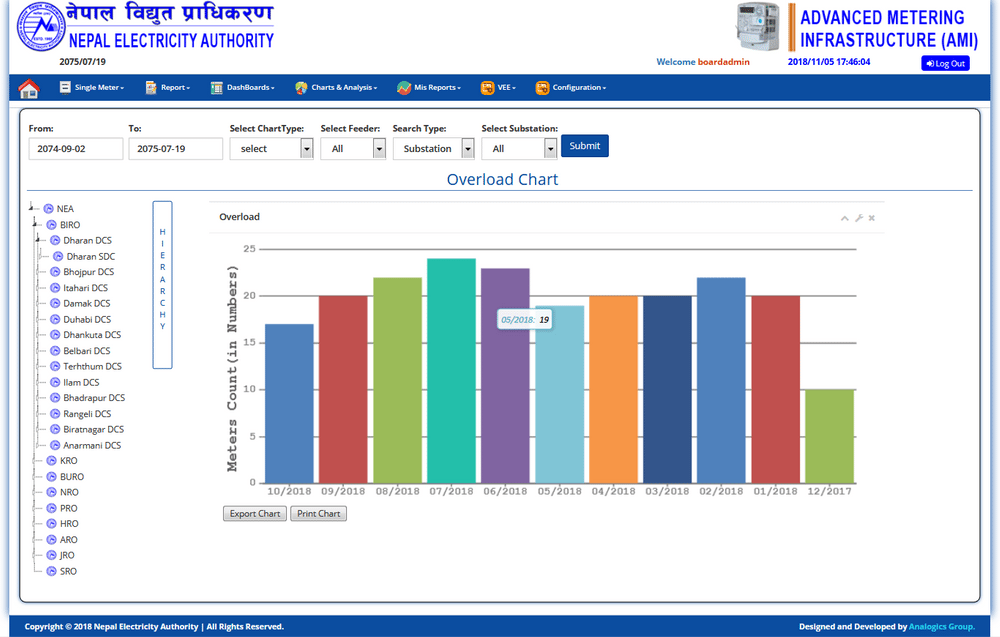 नेपाल विद्युत प्राधिकरण
NEPAL ELECTRICITY AUTHORITY
2075/07/19
ADVANCED METERING
INFRASTRUCTURE (AMI)
Welcome boardadmin
2018/11/05 17:46:04
Log Out
Single Meter
Report
DashBoards
Charts & Analysis
Mis Reports
VEE
Configuration
From:
To:
Select ChartType:
Select Feeder:
Search Type:
Select Substation:
2074-09-02
2075-07-19
select
All
Substation
All
Submit
Overload Chart
NEA
BIRO
Dharan DCS
Dharan SDC
Bhojpur DCS
Itahari DCS
Damak DCS
Duhabi DCS
Dhankuta DCS
Belbari DCS
Terhthum DCS
Ilam DCS
Bhadrapur DCS
Rangeli DCS
Biratnagar DCS
Anarmani DCS
KRO
BURO
NRO
PRO
HRO
ARO
JRO
SRO
HIERARCHY
Overload
Meters Count(in Numbers)
25
20
15
10
5
0
05/2018: 19
10/2018
09/2018
08/2018
07/2018
06/2018
05/2018
04/2018
03/2018
02/2018
01/2018
12/2017
Export Chart
Print Chart
Copyright © 2018 Nepal Electricity Authority | All Rights Reserved.
Designed and Developed by Analogics Group.